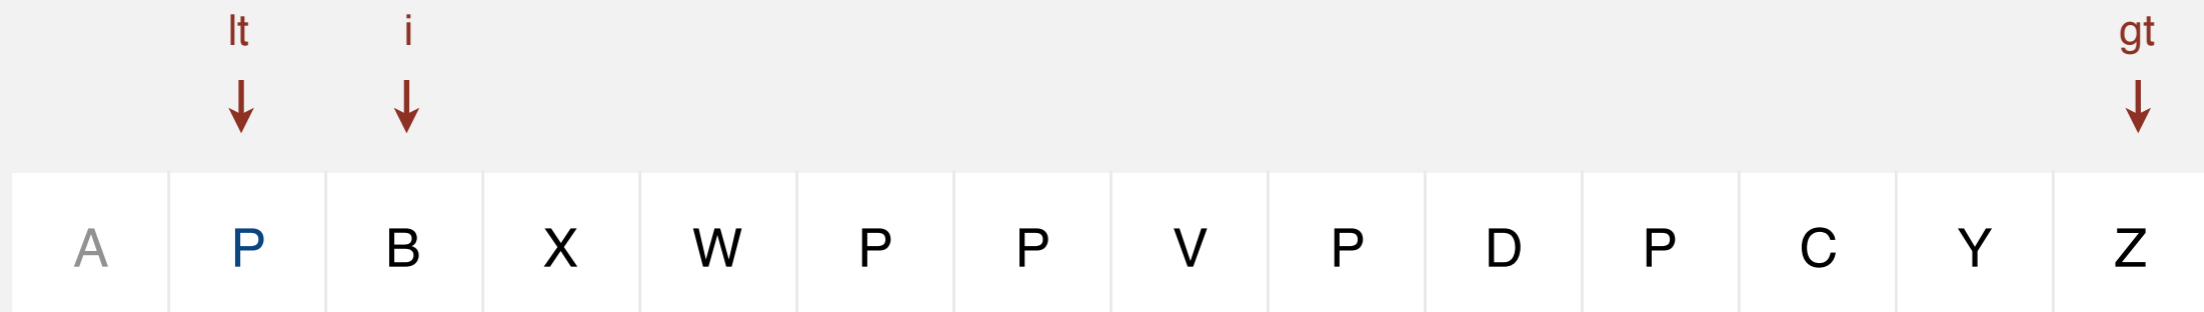 lt i gt
A P B X W P P V P D P C Y Z